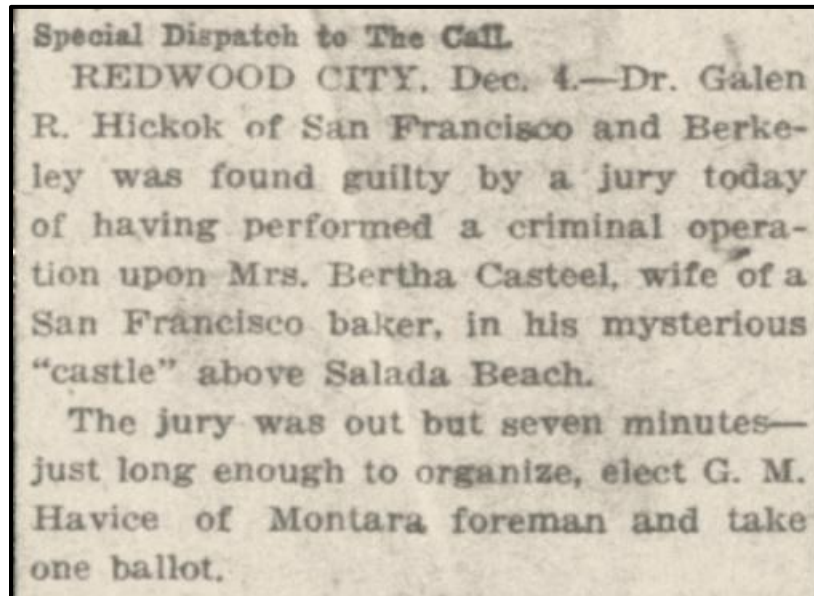 Special Dispatch to The Call.
REDWOOD CITY, Dec. 4.—Dr. Galen
R. Hickok of San Francisco and Berke-
ley was found guilty by a jury today
of having performed a criminal opera-
tion upon Mrs. Bertha Casteel, wife of a
San Francisco baker, in his mysterious
“castle” above Salada Beach.
The jury was out but seven minutes—
just long enough to organize, elect G. M.
Havice of Montara foreman and take
one ballot.